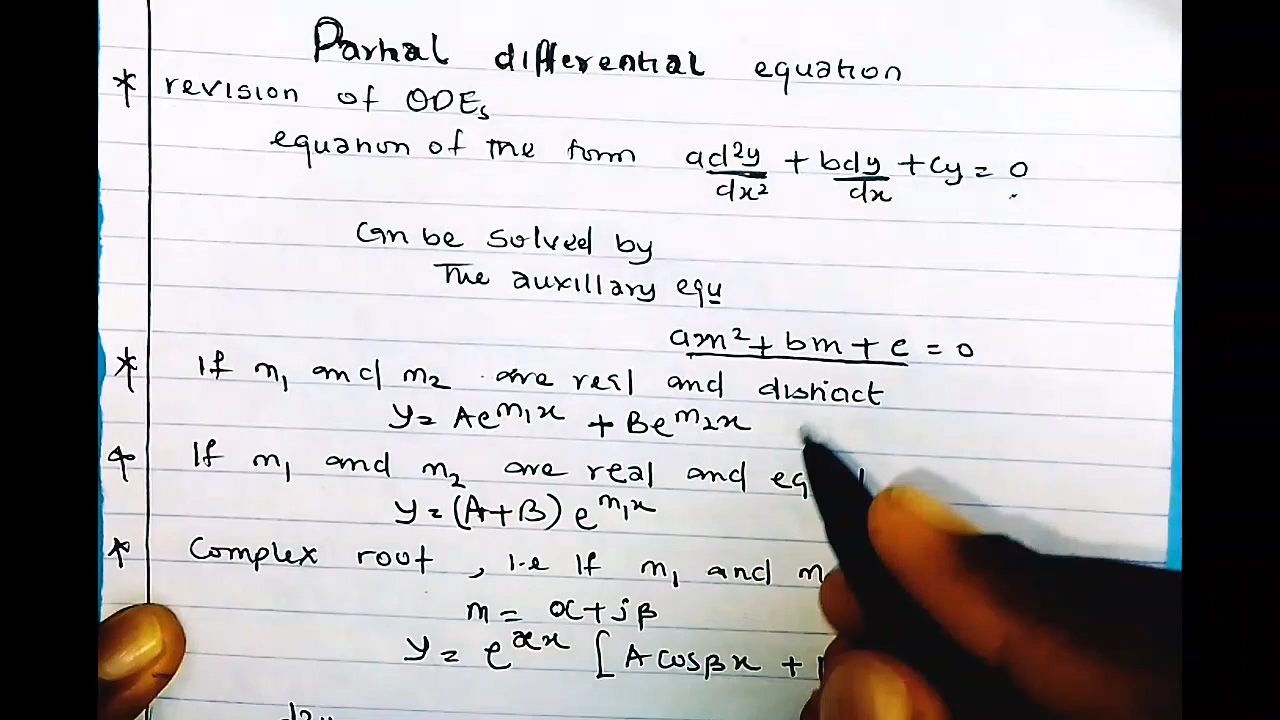 Partial differential equation
* revision of ODEs
equation of the form ad²y/dx² + bdy/dx + cy = 0
Can be solved by
The auxillary equ
am² + bm + c = 0
* If m₁ and m₂ are real and distinct
y = Ae^m₁x + Be^m₂x
* If m₁ and m₂ are real and
y = (A+B) e^m₁x
* Complex root, i.e If m₁ and m
m = α + jβ
y = e^αx [A cosβx +